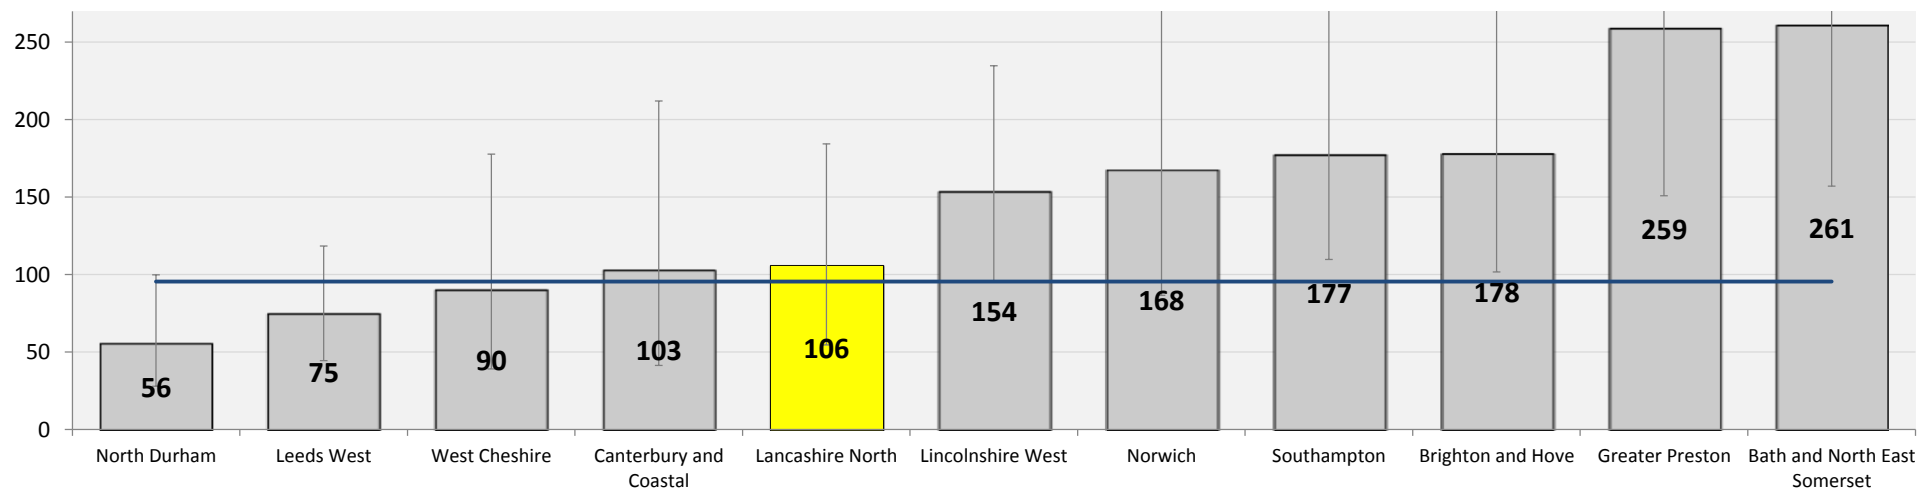 250
200
150
100
50
0
56
75
90
103
106
154
168
177
178
259
261
North Durham
Leeds West
West Cheshire
Canterbury and
Coastal
Lancashire North
Lincolnshire West
Norwich
Southampton
Brighton and Hove
Greater Preston
Bath and North East
Somerset